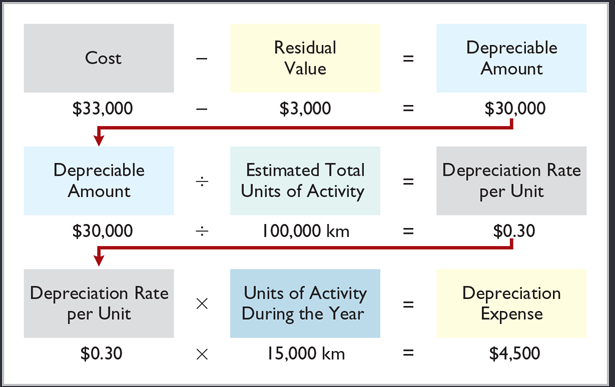 Cost − Residual Value = Depreciable Amount
$33,000 − $3,000 = $30,000
Depreciable Amount ÷ Estimated Total Units of Activity = Depreciation Rate per Unit
$30,000 ÷ 100,000 km = $0.30
Depreciation Rate per Unit × Units of Activity During the Year = Depreciation Expense
$0.30 × 15,000 km = $4,500